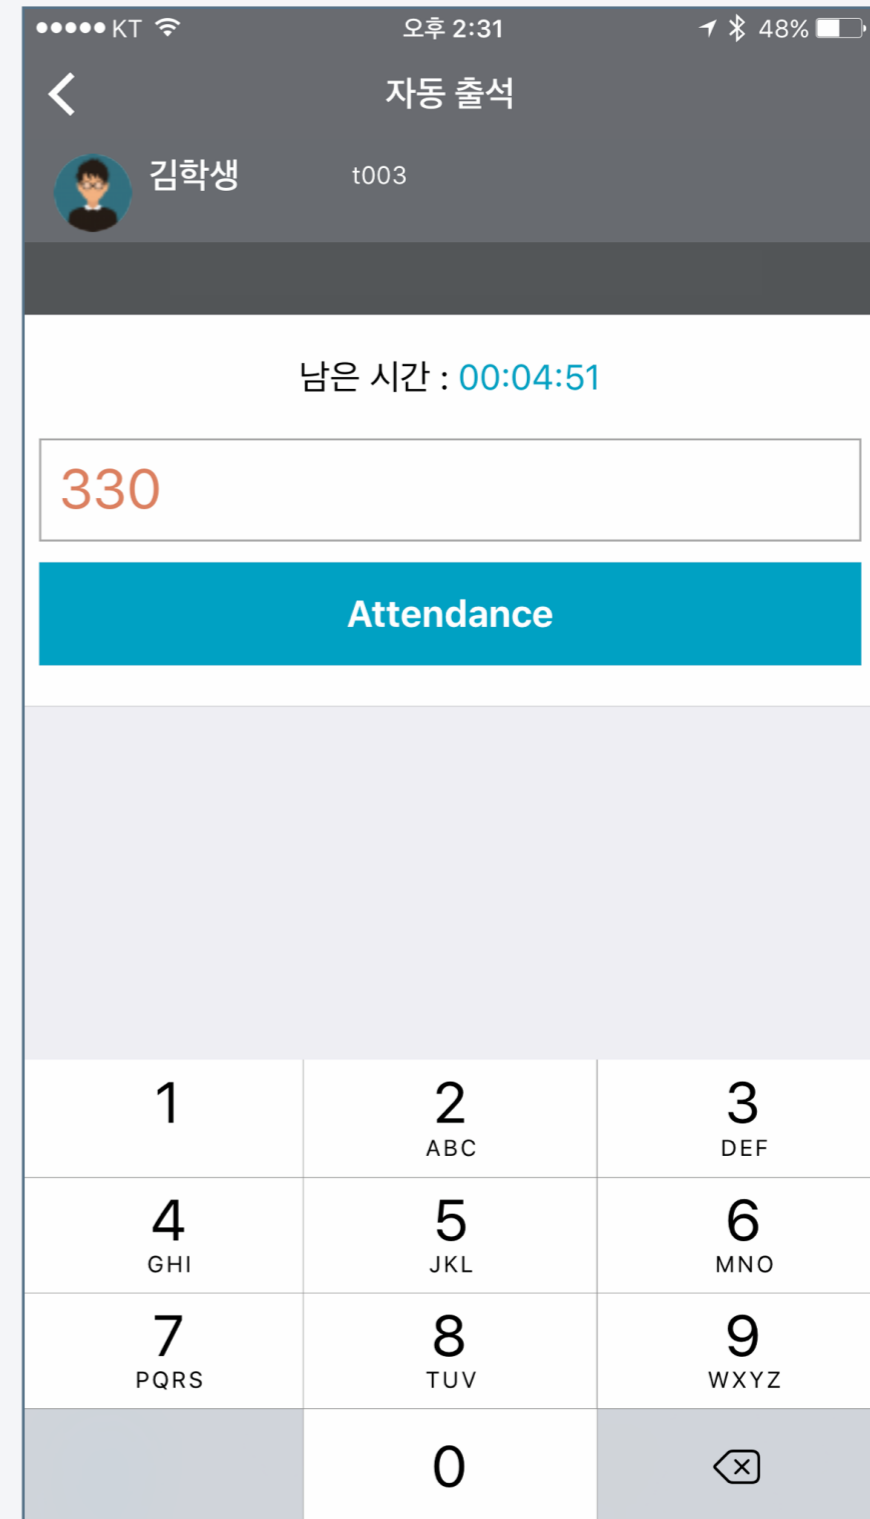 KT 오후 2:31 48%
자동 출석
김학생 t003
남은 시간 : 00:04:51
330
Attendance
1 2 3
ABC DEF
4 5 6
GHI JKL MNO
7 8 9
PQRS TUV WXYZ
0